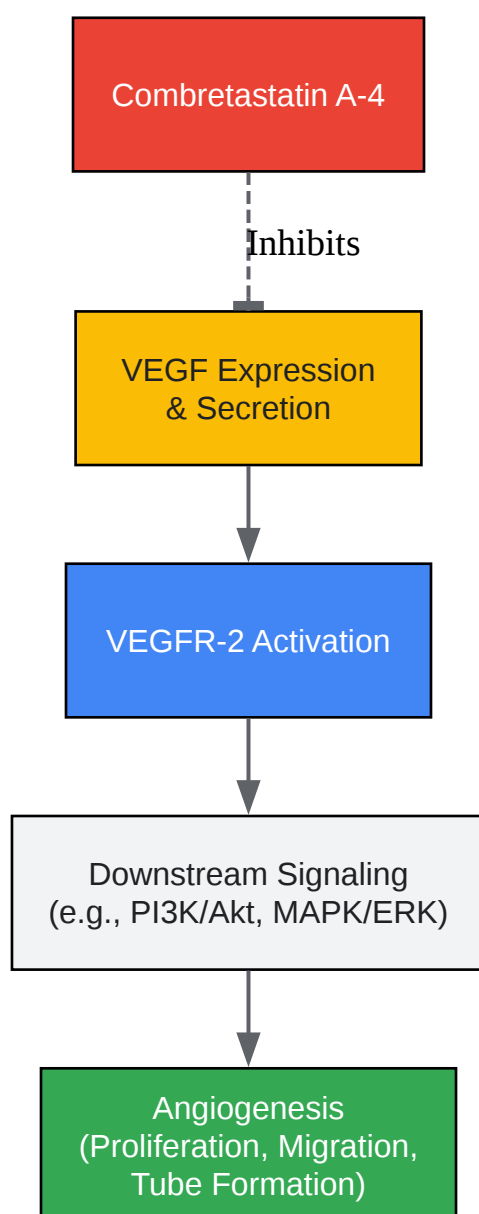 Combretastatin A-4
Inhibits
VEGF Expression
& Secretion
VEGFR-2 Activation
Downstream Signaling
(e.g., PI3K/Akt, MAPK/ERK)
Angiogenesis
(Proliferation, Migration,
Tube Formation)